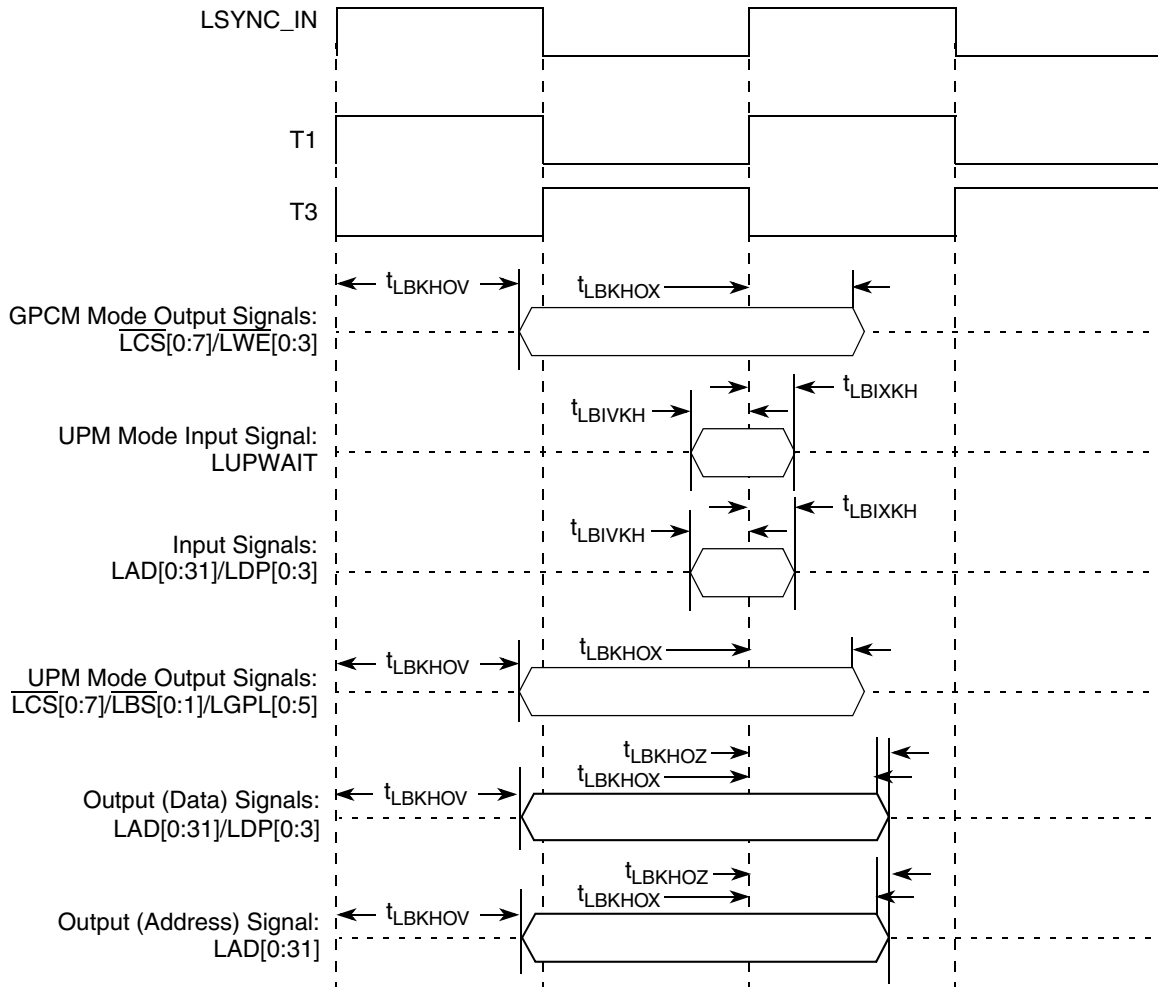 LSYNC_IN
T1
T3
tLBKHOV
tLBKHOX
GPCM Mode Output Signals:
LCS[0:7]/LWE[0:3]
tLBIXKH
tLBIVKH
UPM Mode Input Signal:
LUPWAIT
tLBIXKH
tLBIVKH
Input Signals:
LAD[0:31]/LDP[0:3]
tLBKHOV
tLBKHOX
UPM Mode Output Signals:
LCS[0:7]/LBS[0:1]/LGPL[0:5]
tLBKHOZ
tLBKHOX
tLBKHOV
Output (Data) Signals:
LAD[0:31]/LDP[0:3]
tLBKHOZ
tLBKHOX
tLBKHOV
Output (Address) Signal:
LAD[0:31]